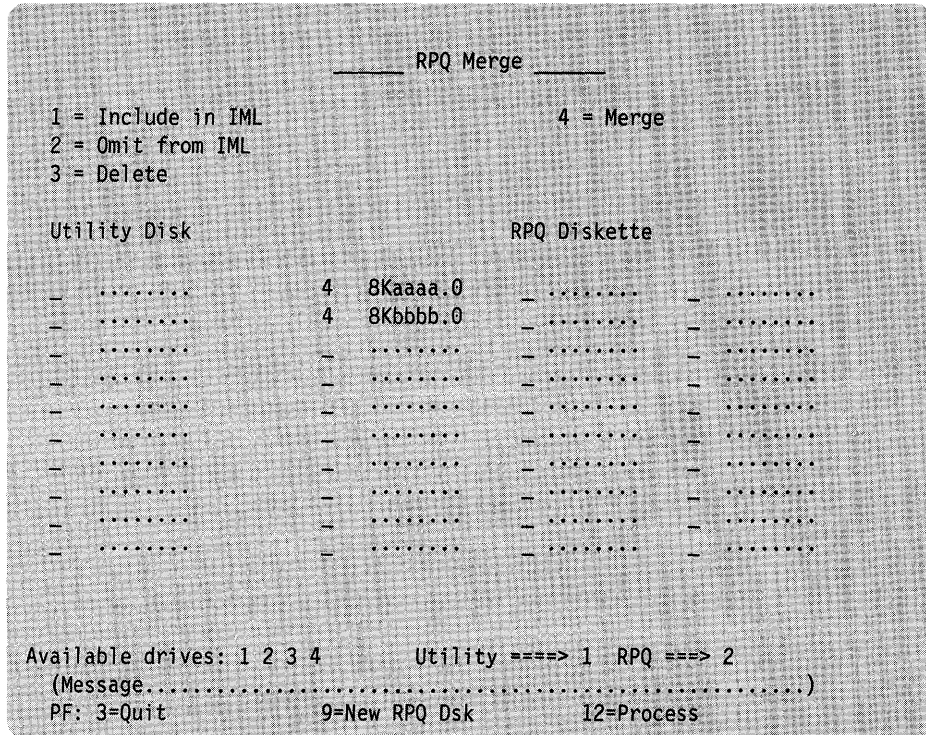 ______ RPQ Merge ______
1 = Include in IML 4 = Merge
2 = Omit from IML
3 = Delete
Utility Disk RPQ Diskette
_ ........ 4 8Kaaaa.0 _ ........ _ ........
_ ........ 4 8Kbbbb.0 _ ........ _ ........
_ ........ _ ........ _ ........ _ ........
_ ........ _ ........ _ ........ _ ........
_ ........ _ ........ _ ........ _ ........
_ ........ _ ........ _ ........ _ ........
_ ........ _ ........ _ ........ _ ........
_ ........ _ ........ _ ........ _ ........
_ ........ _ ........ _ ........ _ ........
_ ........ _ ........ _ ........ _ ........
Available drives: 1 2 3 4 Utility ====> 1 RPQ ===> 2
(Message........................................................)
PF: 3=Quit 9=New RPQ Dsk 12=Process